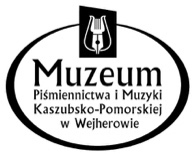 Muzeum
Piśmiennictwa i Muzyki
Kaszubsko-Pomorskiej
w Wejherowie